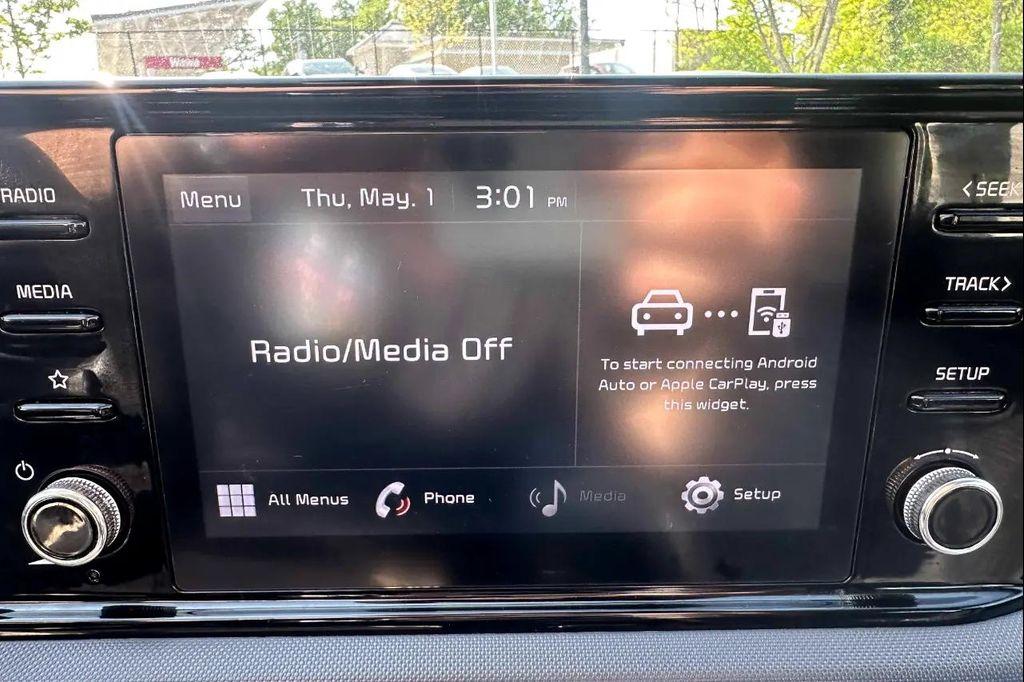 RADIO
MEDIA
Menu
Thu, May. 1
3:01 PM
Radio/Media Off
To start connecting Android
Auto or Apple CarPlay, press
this widget.
All Menus
Phone
Media
Setup
<SEEK
TRACK>
SETUP